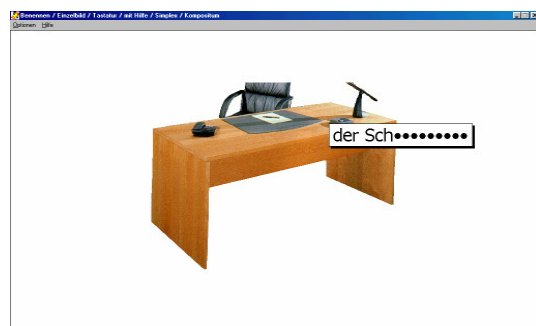 Benennen / Einzelbild / Tastatur / mit Hilfe / Simplex / Kompositum
Optionen Hilfe
der Sch●●●●●●●●●